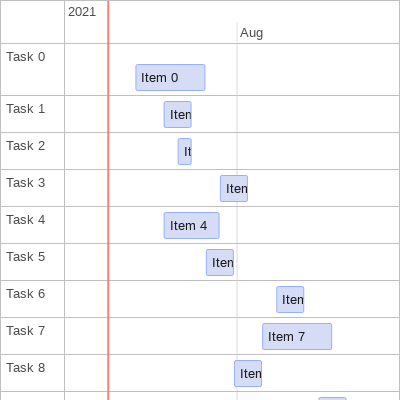 2021
Aug
Task 0
Item 0
Task 1
Iten
Task 2
It
Task 3
Iten
Task 4
Item 4
Task 5
Iten
Task 6
Iten
Task 7
Item 7
Task 8
Iten